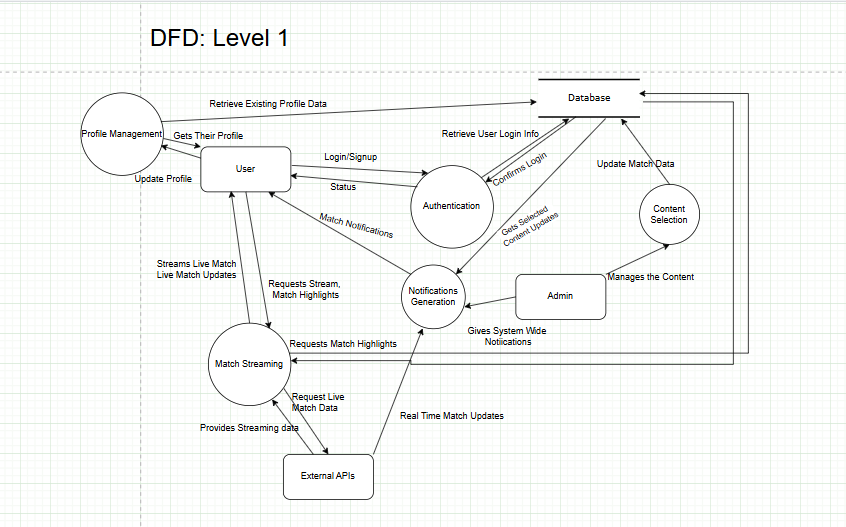 DFD: Level 1
Database
Retrieve Existing Profile Data
Profile Management
Gets Their Profile
Retrieve User Login Info
Login/Signup
User
Update Profile
Status
Confirms Login
Update Match Data
Authentication
Content
Selection
Match Notifications
Gets Selected
Content Updates
Streams Live Match
Live Match Updates
Requests Stream,
Match Highlights
Notifications
Generation
Admin
Manages the Content
Gives System Wide
Notiications
Requests Match Highlights
Match Streaming
Request Live
Match Data
Provides Streaming data
Real Time Match Updates
External APIs